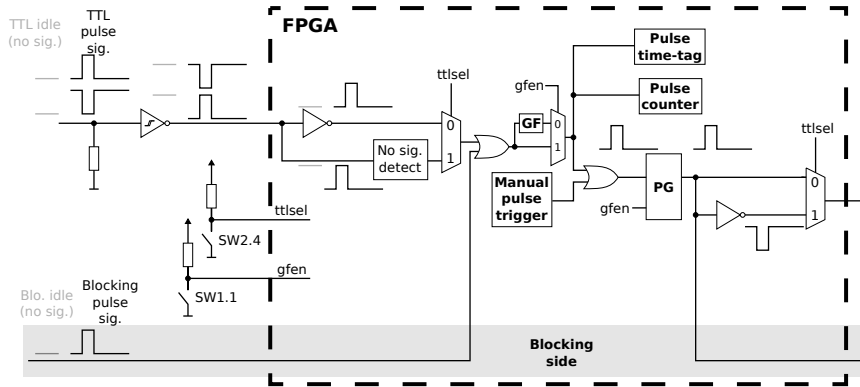 TTL idle
(no sig.)
TTL
pulse
sig.
FPGA
ttlsel
0
1
No sig.
detect
gfen
GF
0
1
Pulse
time-tag
Pulse
counter
Manual
pulse
trigger
gfen
PG
ttlsel
0
1
ttlsel
SW2.4
gfen
SW1.1
Blo. idle
(no sig.)
Blocking
pulse
sig.
Blocking
side